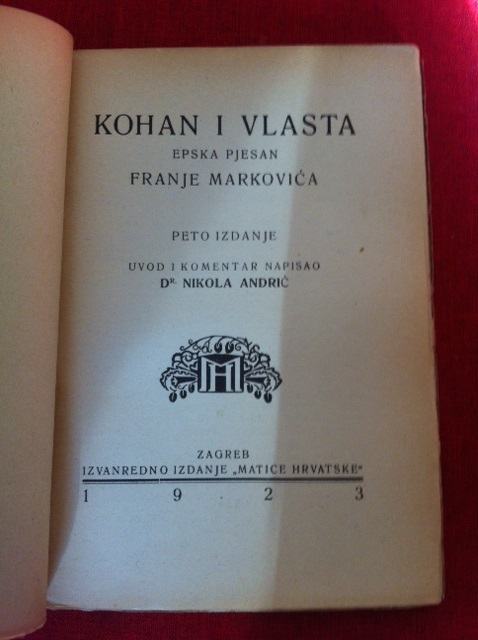 KOHAN I VLASTA
EPSKA PJESAN
FRANJE MARKOVIĆA
PETO IZDANJE
UVOD I KOMENTAR NAPISAO
DR. NIKOLA ANDRIĆ
MH
ZAGREB
IZVANREDNO IZDANJE „MATICE HRVATSKE“
1 9 2 3